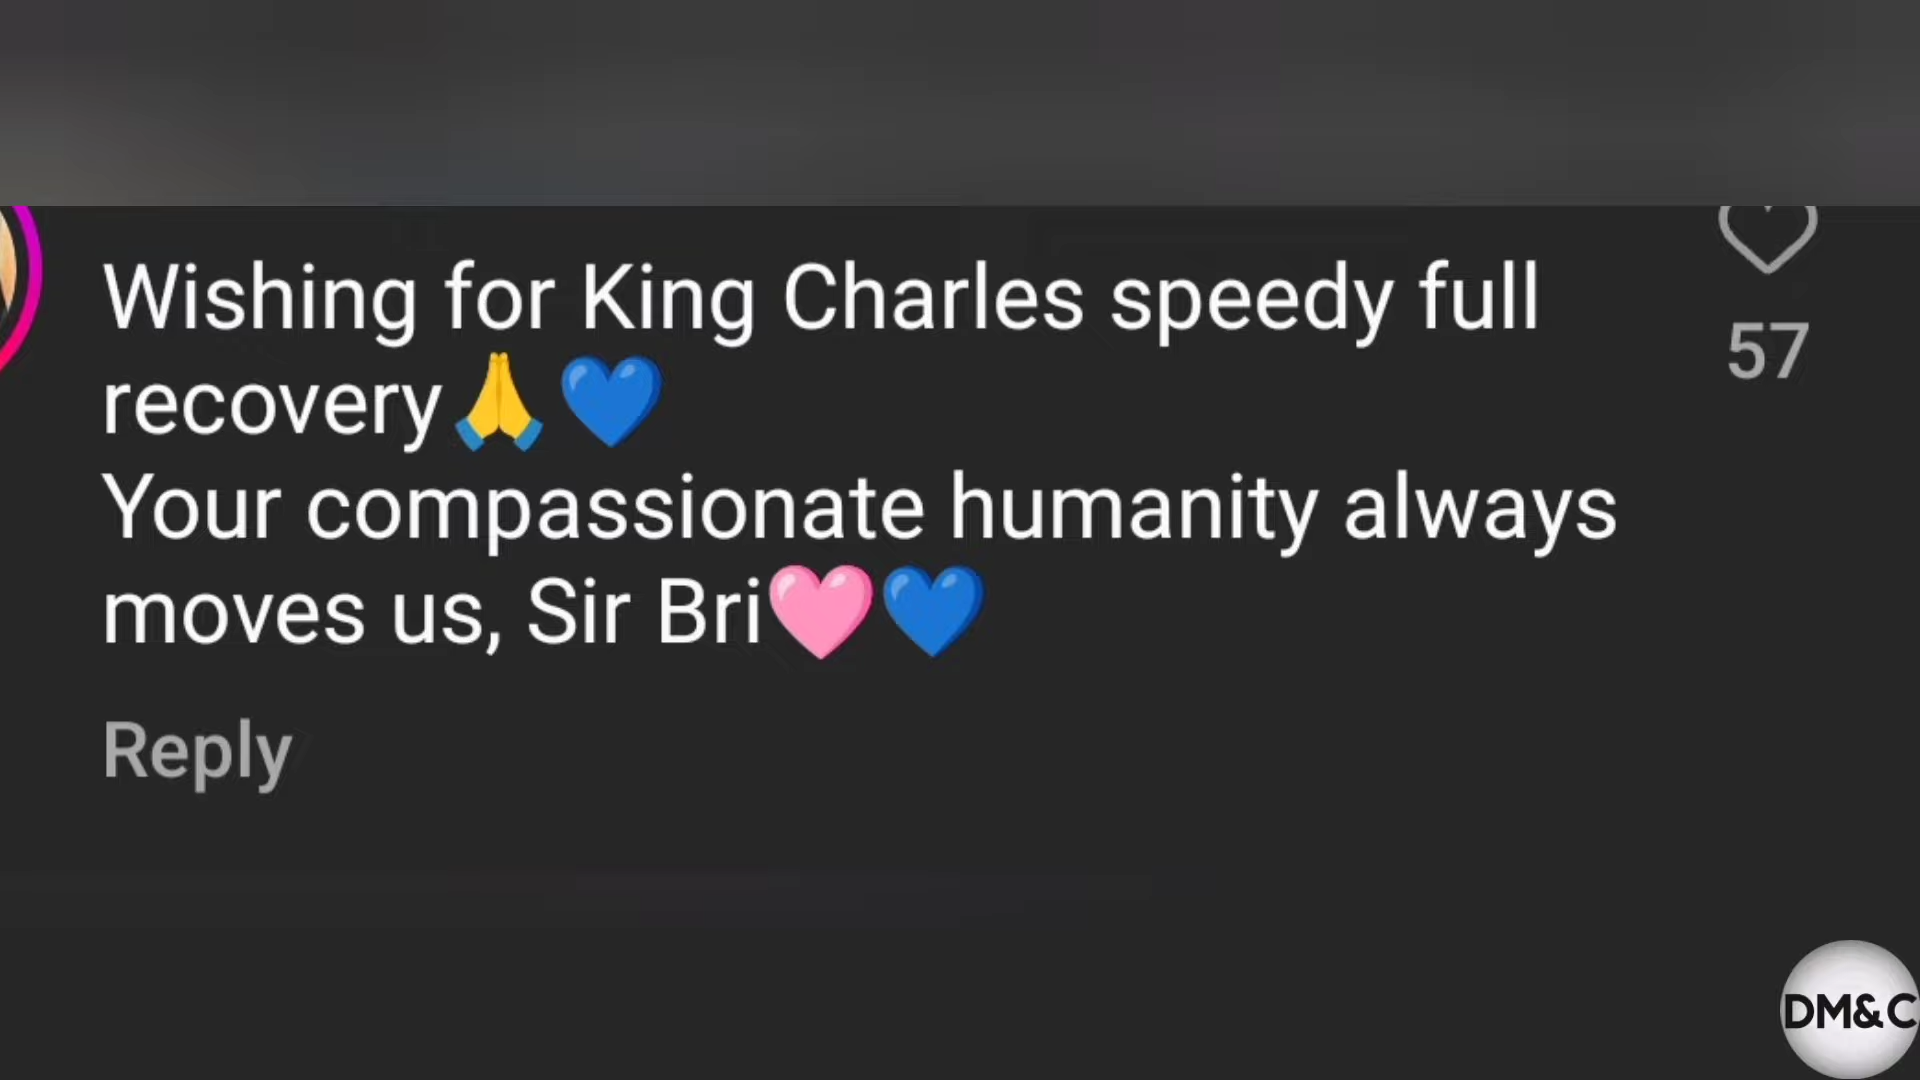 Wishing for King Charles speedy full
57
recovery🙏💙
Your compassionate humanity always
moves us, Sir Bri🩷💙
Reply
DM&C